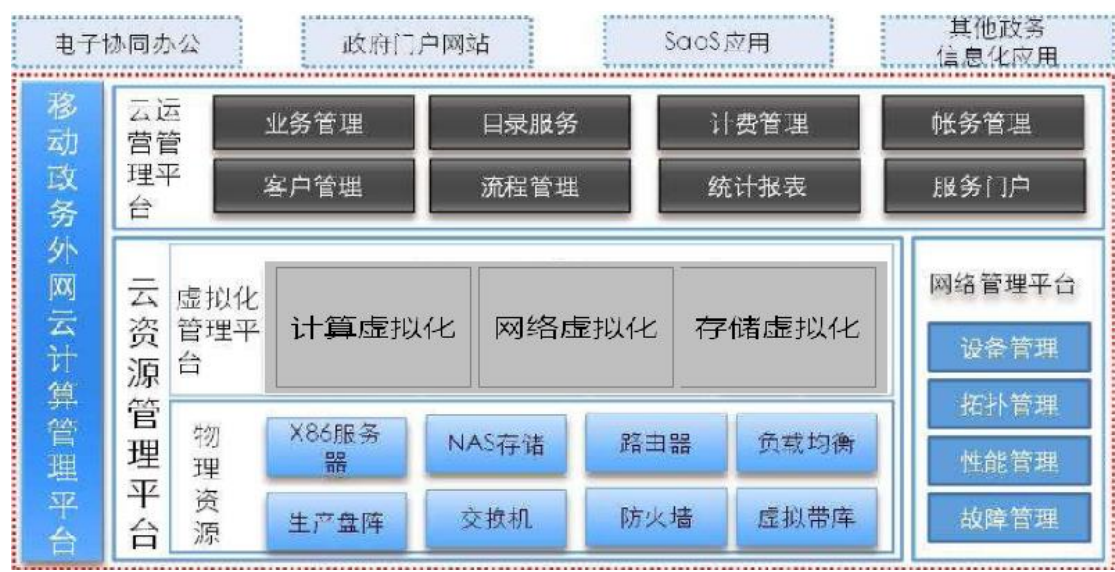 电子协同办公
政府门户网站
SaaS应用
其他政务
信息化应用
移动政务外网云计算管理平台
云运
营管
理平
台
业务管理
目录服务
计费管理
帐务管理
客户管理
流程管理
统计报表
服务门户
云资源管理平台
虚拟化
管理平
台
计算虚拟化
网络虚拟化
存储虚拟化
物理资源
X86服务
器
NAS存储
路由器
负载均衡
生产盘阵
交换机
防火墙
虚拟带库
网络管理平台
设备管理
拓扑管理
性能管理
故障管理